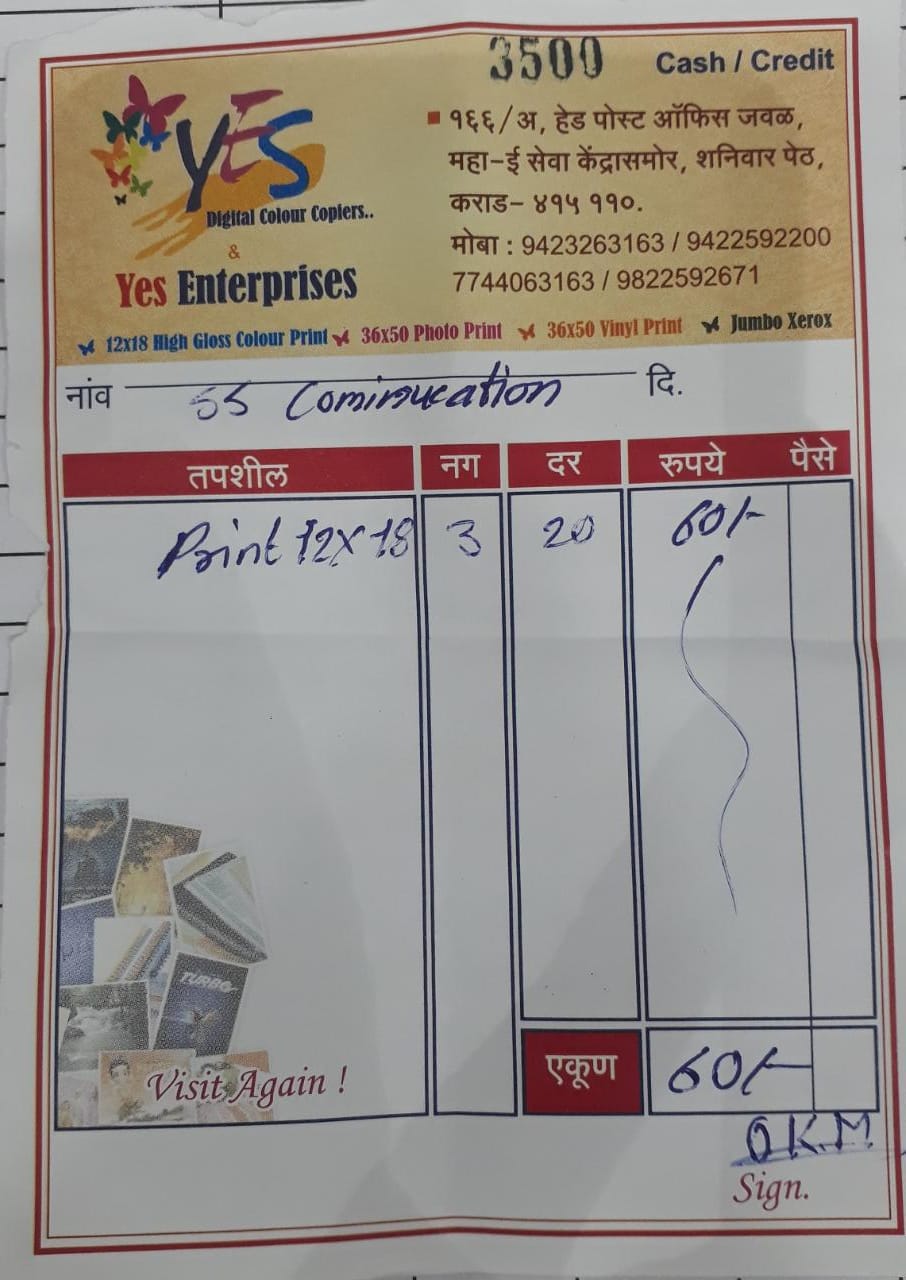 3500 Cash / Credit
YES
Digital Colour Copiers..
&
Yes Enterprises
१६६/अ, हेड पोस्ट ऑफिस जवळ,
महा-ई सेवा केंद्रासमोर, शनिवार पेठ,
कराड- ४१५ ११०.
मोबा : 9423263163 / 9422592200
7744063163 / 9822592671
12x18 High Gloss Colour Print 36x50 Photo Print 36x50 Vinyl Print Jumbo Xerox
नांव SS Cominucation दि.
तपशील नग दर रुपये पैसे
Print 12X18 3 20 60/-
TURBO
एकूण 60/-
Visit Again !
O.K.M
Sign.